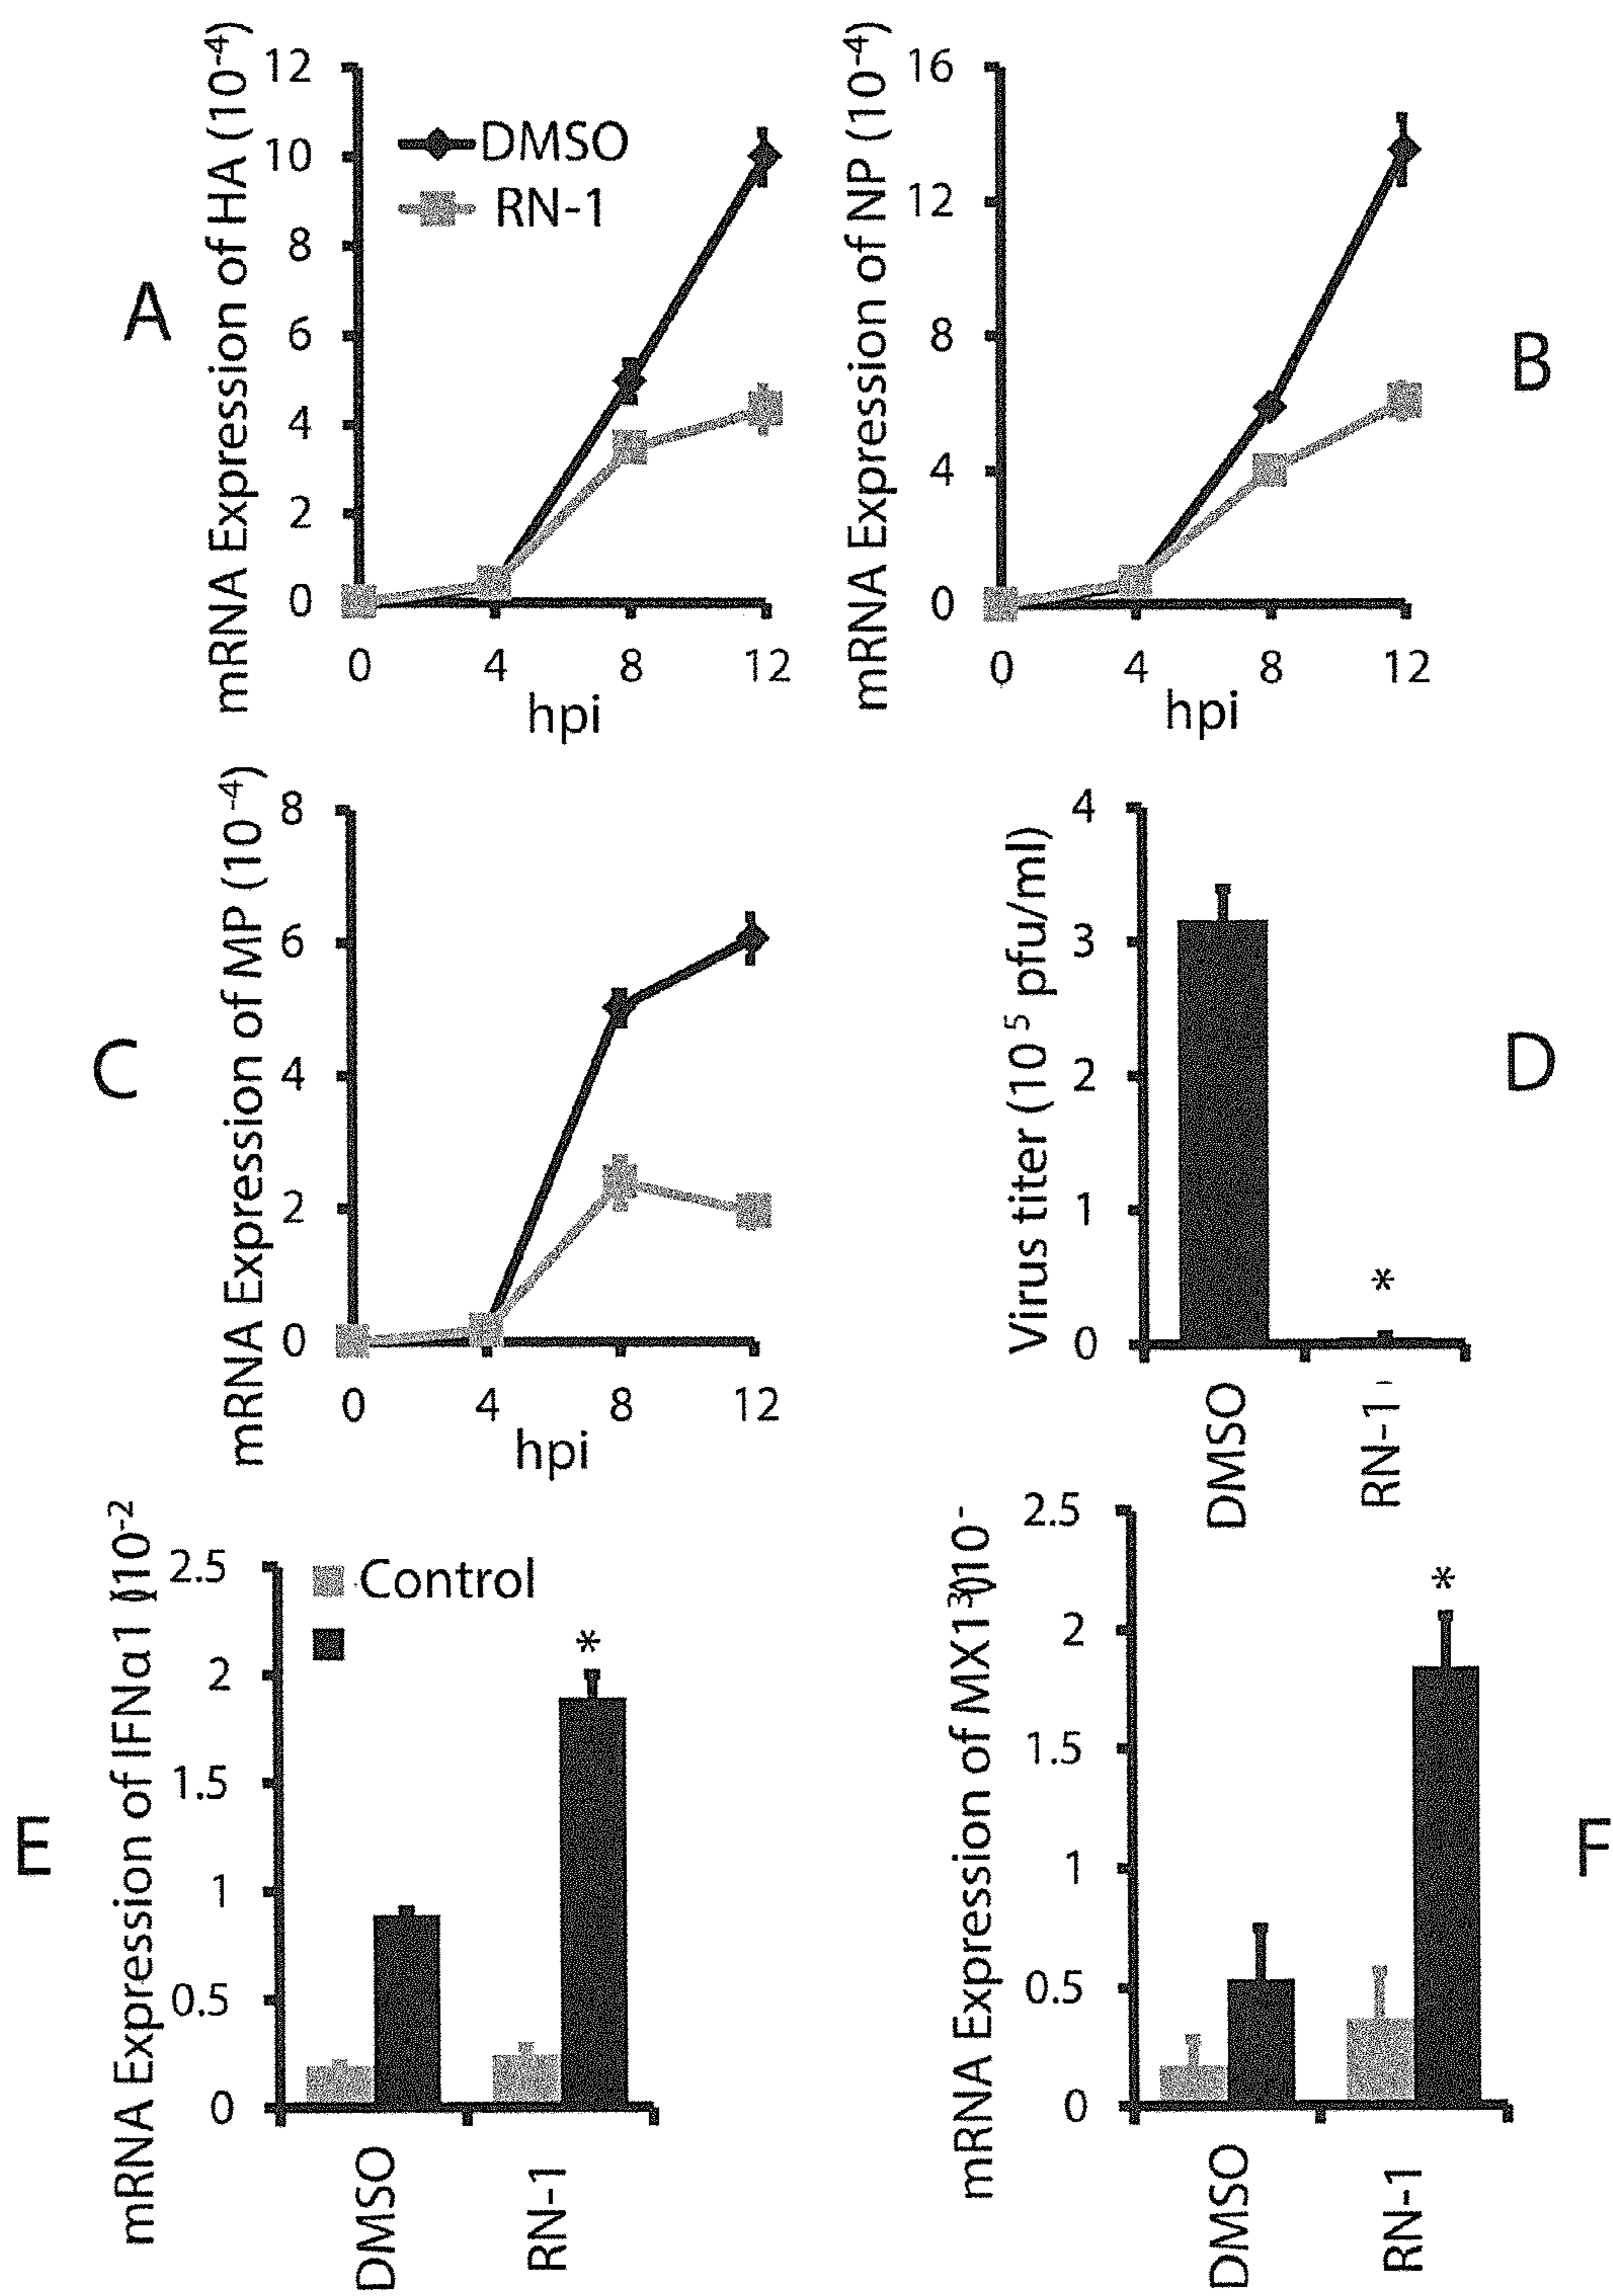 A
mRNA Expression of HA (10-4)
12
10
8
6
4
2
0
DMSO
RN-1
0 4 8 12
hpi
mRNA Expression of NP (10-4)
16
12
8
4
0
0 4 8 12
hpi
B
C
mRNA Expression of MP (10-4)
8
6
4
2
0
0 4 8 12
hpi
Virus titer (10 5 pfu/ml)
4
3
2
1
0
*
DMSO
RN-1
D
E
mRNA Expression of IFNα1 (10-2
2.5
2
1.5
1
0.5
0
Control
*
DMSO
RN-1
mRNA Expression of MX1 3)(10-
2.5
2
1.5
1
0.5
0
*
DMSO
RN-1
F